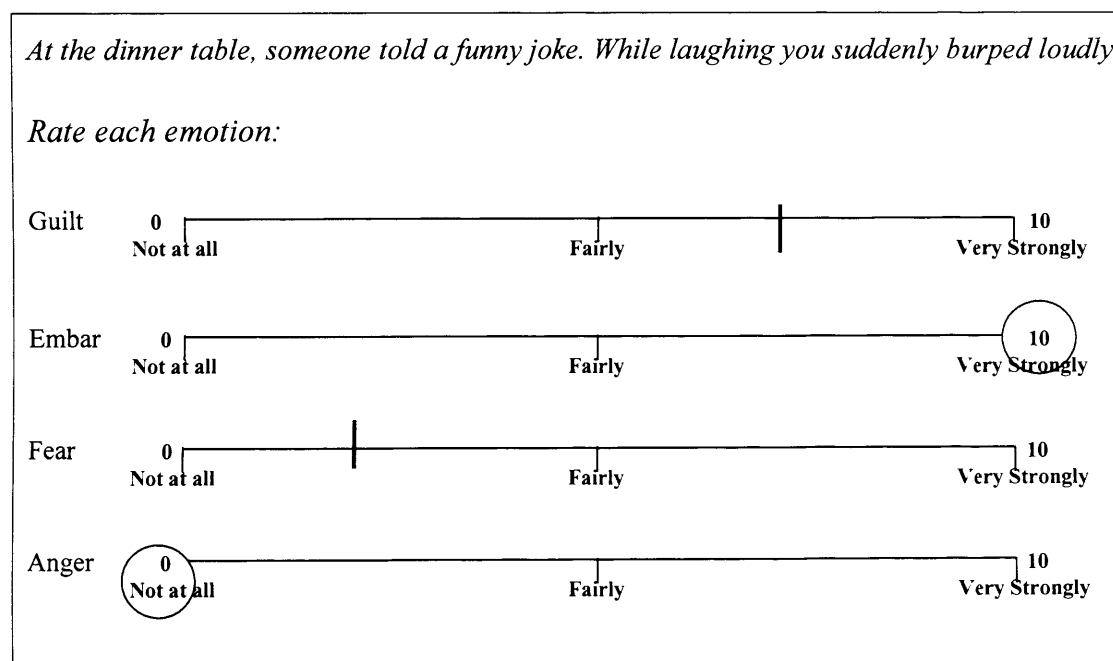 At the dinner table, someone told a funny joke. While laughing you suddenly burped loudly
Rate each emotion:
Guilt 0 10
Not at all Fairly Very Strongly
Embar 0 10
Not at all Fairly Very Strongly
Fear 0 10
Not at all Fairly Very Strongly
Anger 0 10
Not at all Fairly Very Strongly